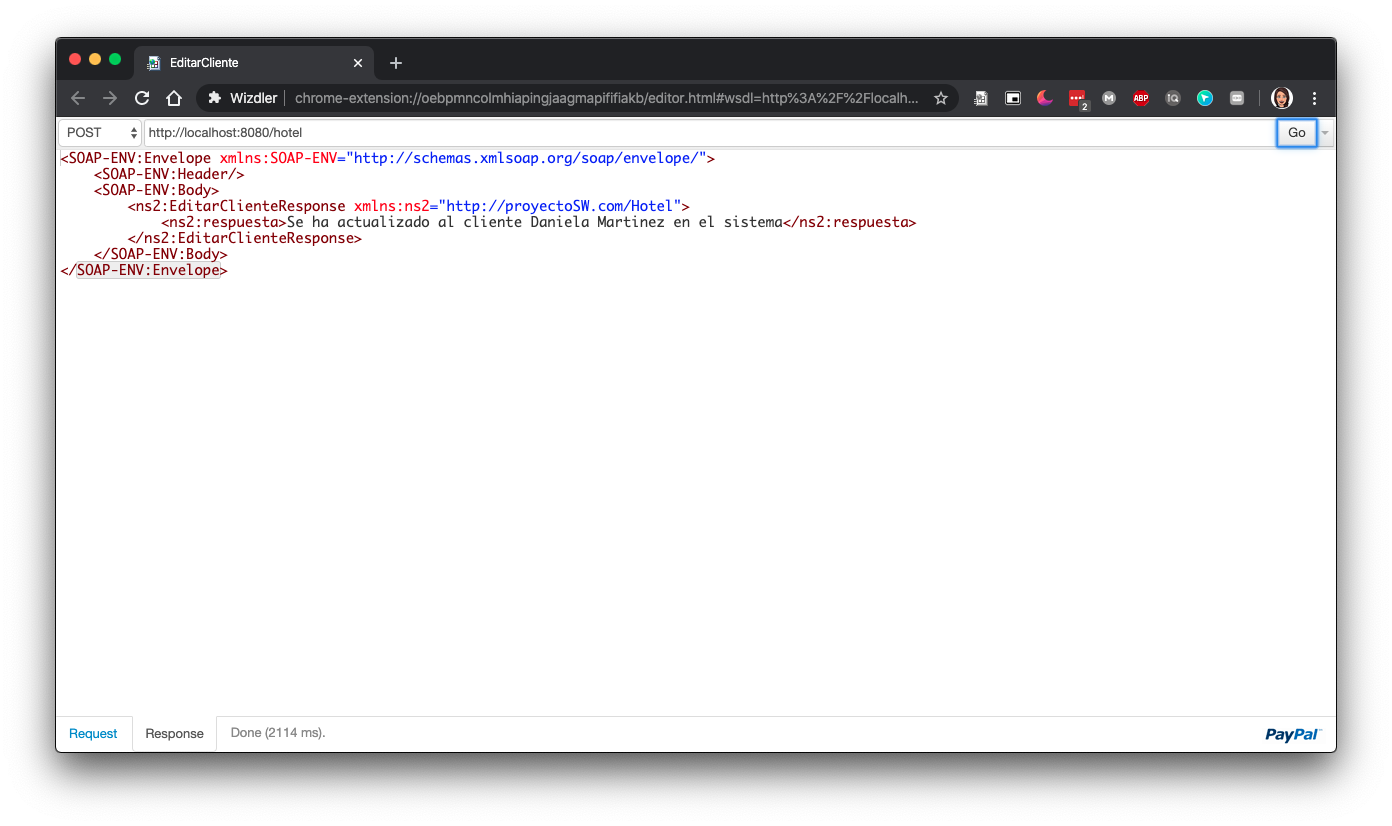 EditarCliente
Wizdler chrome-extension://oebpmncolmhiapingjaagmapififiakb/editor.html#wsdl=http%3A%2F%2Flocalh...
2 M ABP IQ
POST http://localhost:8080/hotel Go
<SOAP-ENV:Envelope xmlns:SOAP-ENV="http://schemas.xmlsoap.org/soap/envelope/">
<SOAP-ENV:Header/>
<SOAP-ENV:Body>
<ns2:EditarClienteResponse xmlns:ns2="http://proyectoSW.com/Hotel">
<ns2:respuesta>Se ha actualizado al cliente Daniela Martinez en el sistema</ns2:respuesta>
</ns2:EditarClienteResponse>
</SOAP-ENV:Body>
</SOAP-ENV:Envelope>
Request Response Done (2114 ms). PayPal